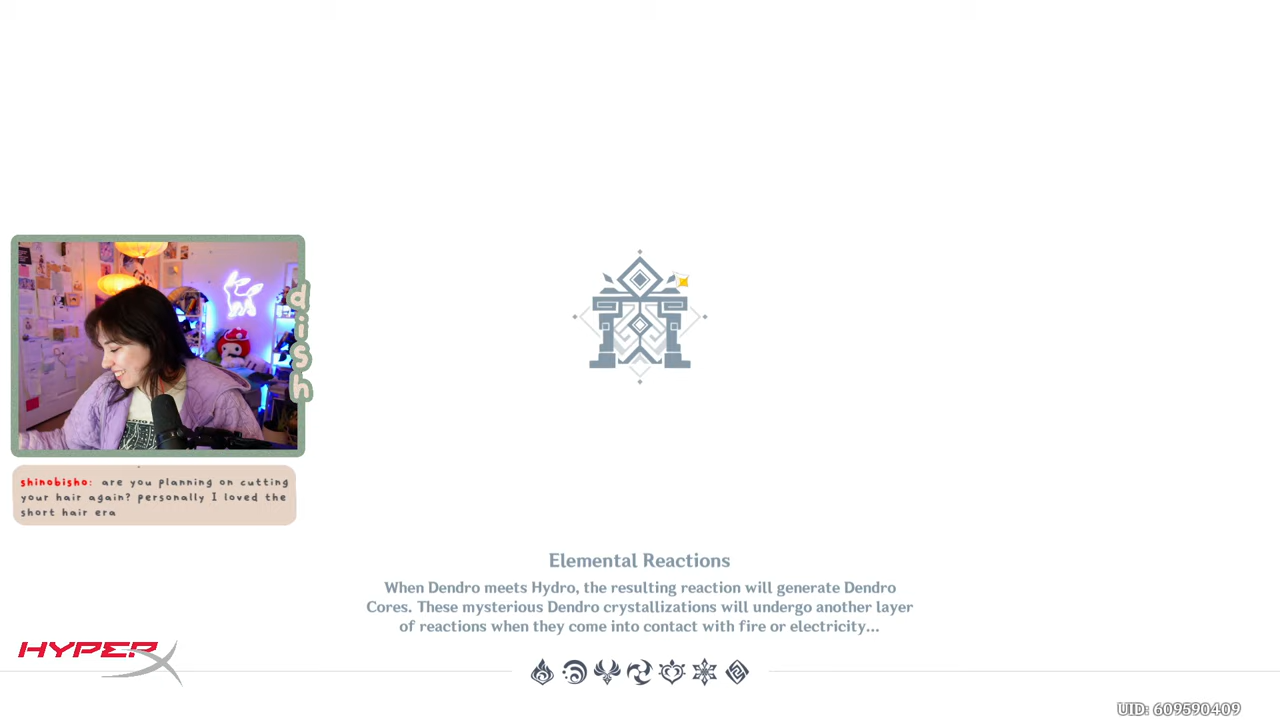 dish
shinobisho: are you planning on cutting
your hair again? personally I loved the
short hair era
Elemental Reactions
When Dendro meets Hydro, the resulting reaction will generate Dendro
Cores. These mysterious Dendro crystallizations will undergo another layer
of reactions when they come into contact with fire or electricity...
HYPERX
UID: 609590409